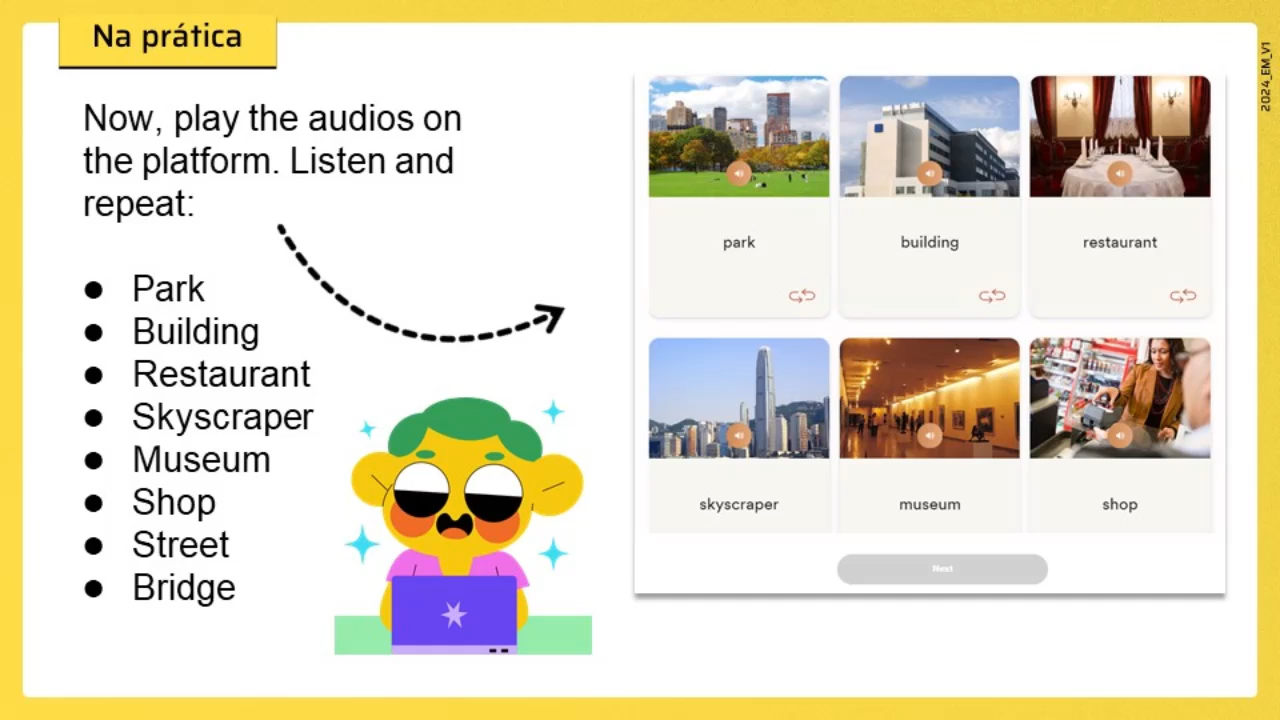 Na prática
2024_EM_V1
Now, play the audios on
the platform. Listen and
repeat:
● Park
● Building
● Restaurant
● Skyscraper
● Museum
● Shop
● Street
● Bridge
park
building
restaurant
skyscraper
museum
shop
Next